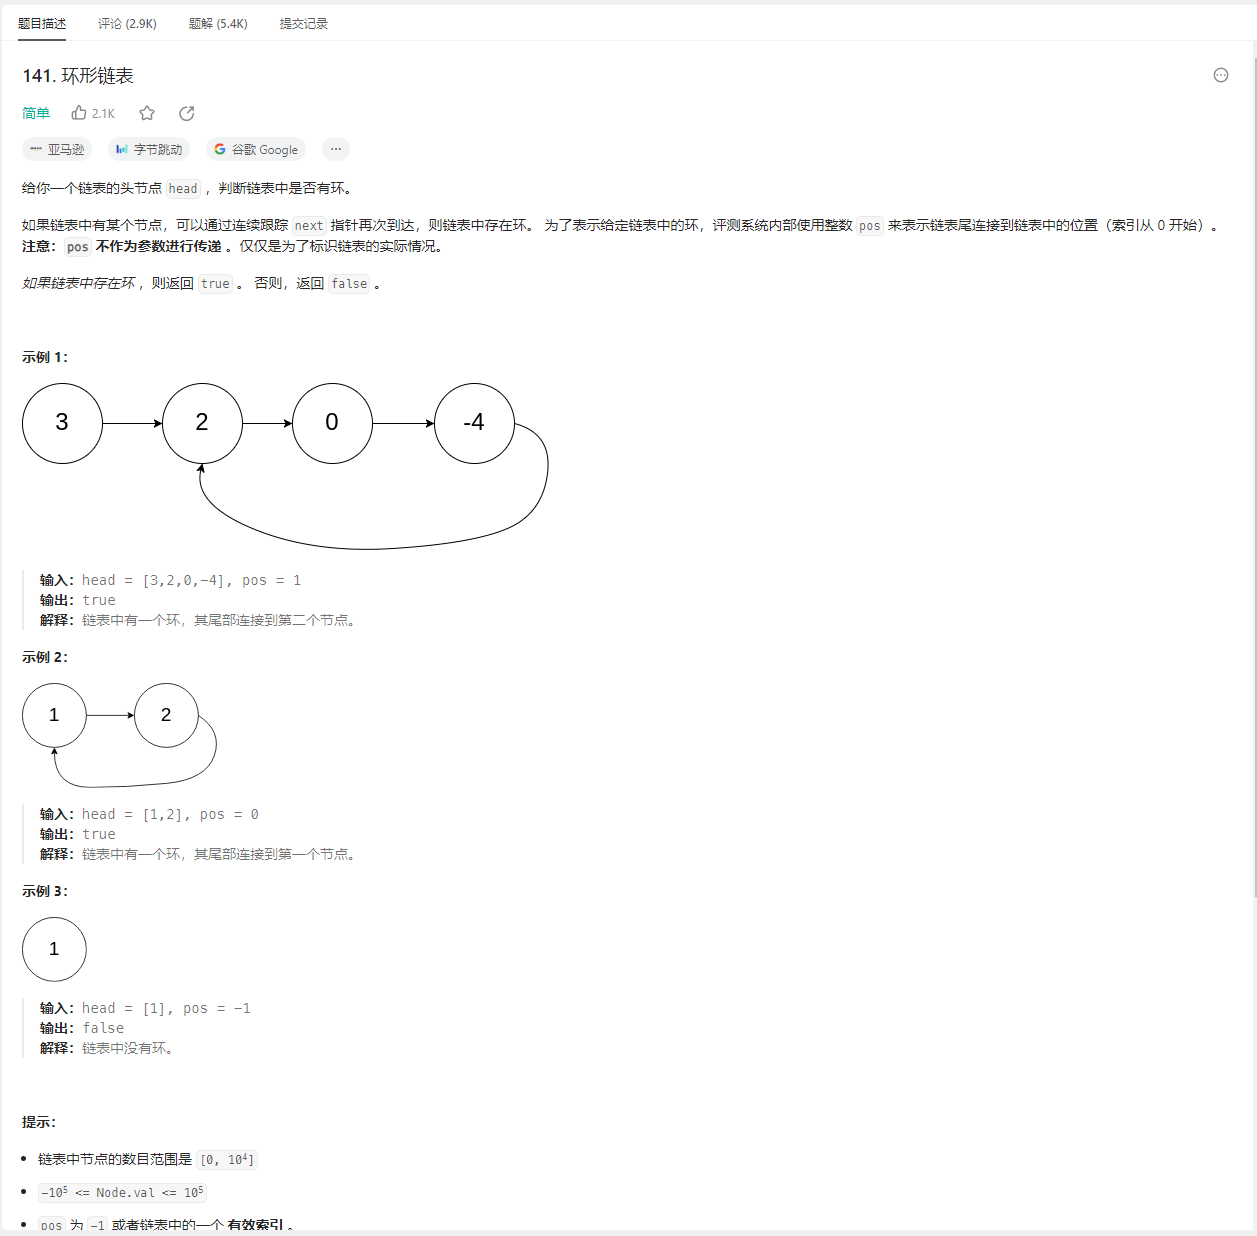 题目描述 评论 (2.9K) 题解 (5.4K) 提交记录
141. 环形链表
简单 2.1K
亚马逊 字节跳动 谷歌 Google ···
给你一个链表的头节点 head ，判断链表中是否有环。
如果链表中有某个节点，可以通过连续跟踪 next 指针再次到达，则链表中存在环。 为了表示给定链表中的环，评测系统内部使用整数 pos 来表示链表尾连接到链表中的位置（索引从 0 开始）。
注意：pos 不作为参数进行传递 。仅仅是为了标识链表的实际情况。
如果链表中存在环 ，则返回 true 。 否则，返回 false 。
示例 1：
3 2 0 -4
输入：head = [3,2,0,-4], pos = 1
输出：true
解释：链表中有一个环，其尾部连接到第二个节点。
示例 2：
1 2
输入：head = [1,2], pos = 0
输出：true
解释：链表中有一个环，其尾部连接到第一个节点。
示例 3：
1
输入：head = [1], pos = -1
输出：false
解释：链表中没有环。
提示：
• 链表中节点的数目范围是 [0, 10⁴]
• -10⁵ <= Node.val <= 10⁵
• pos 为 -1 或者链表中的一个 有效索引 。